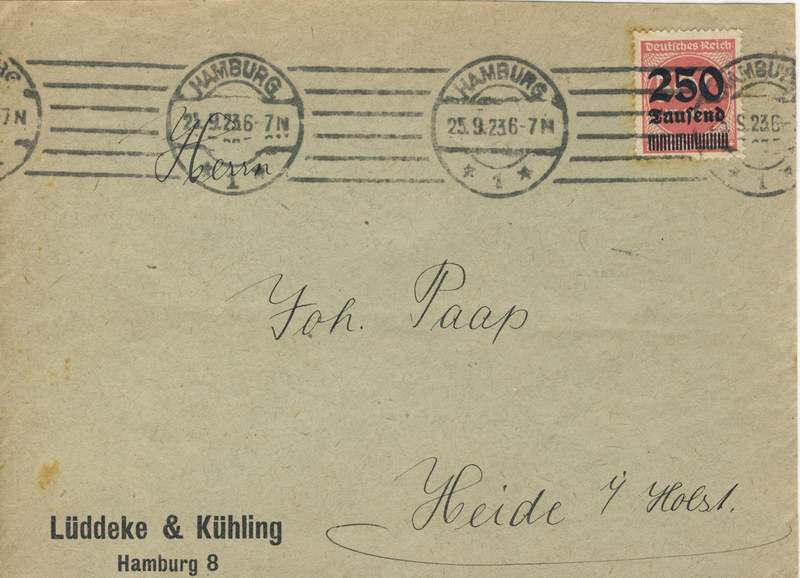 HAMBURG
25.9.23 6-7N
* 1 *
HAMBURG
25.9.23 6-7N
* 1 *
Deutsches Reich
250
Tausend
Herrn
Joh. Paap
Heide i/ Holst.
Lüddeke & Kühling
Hamburg 8